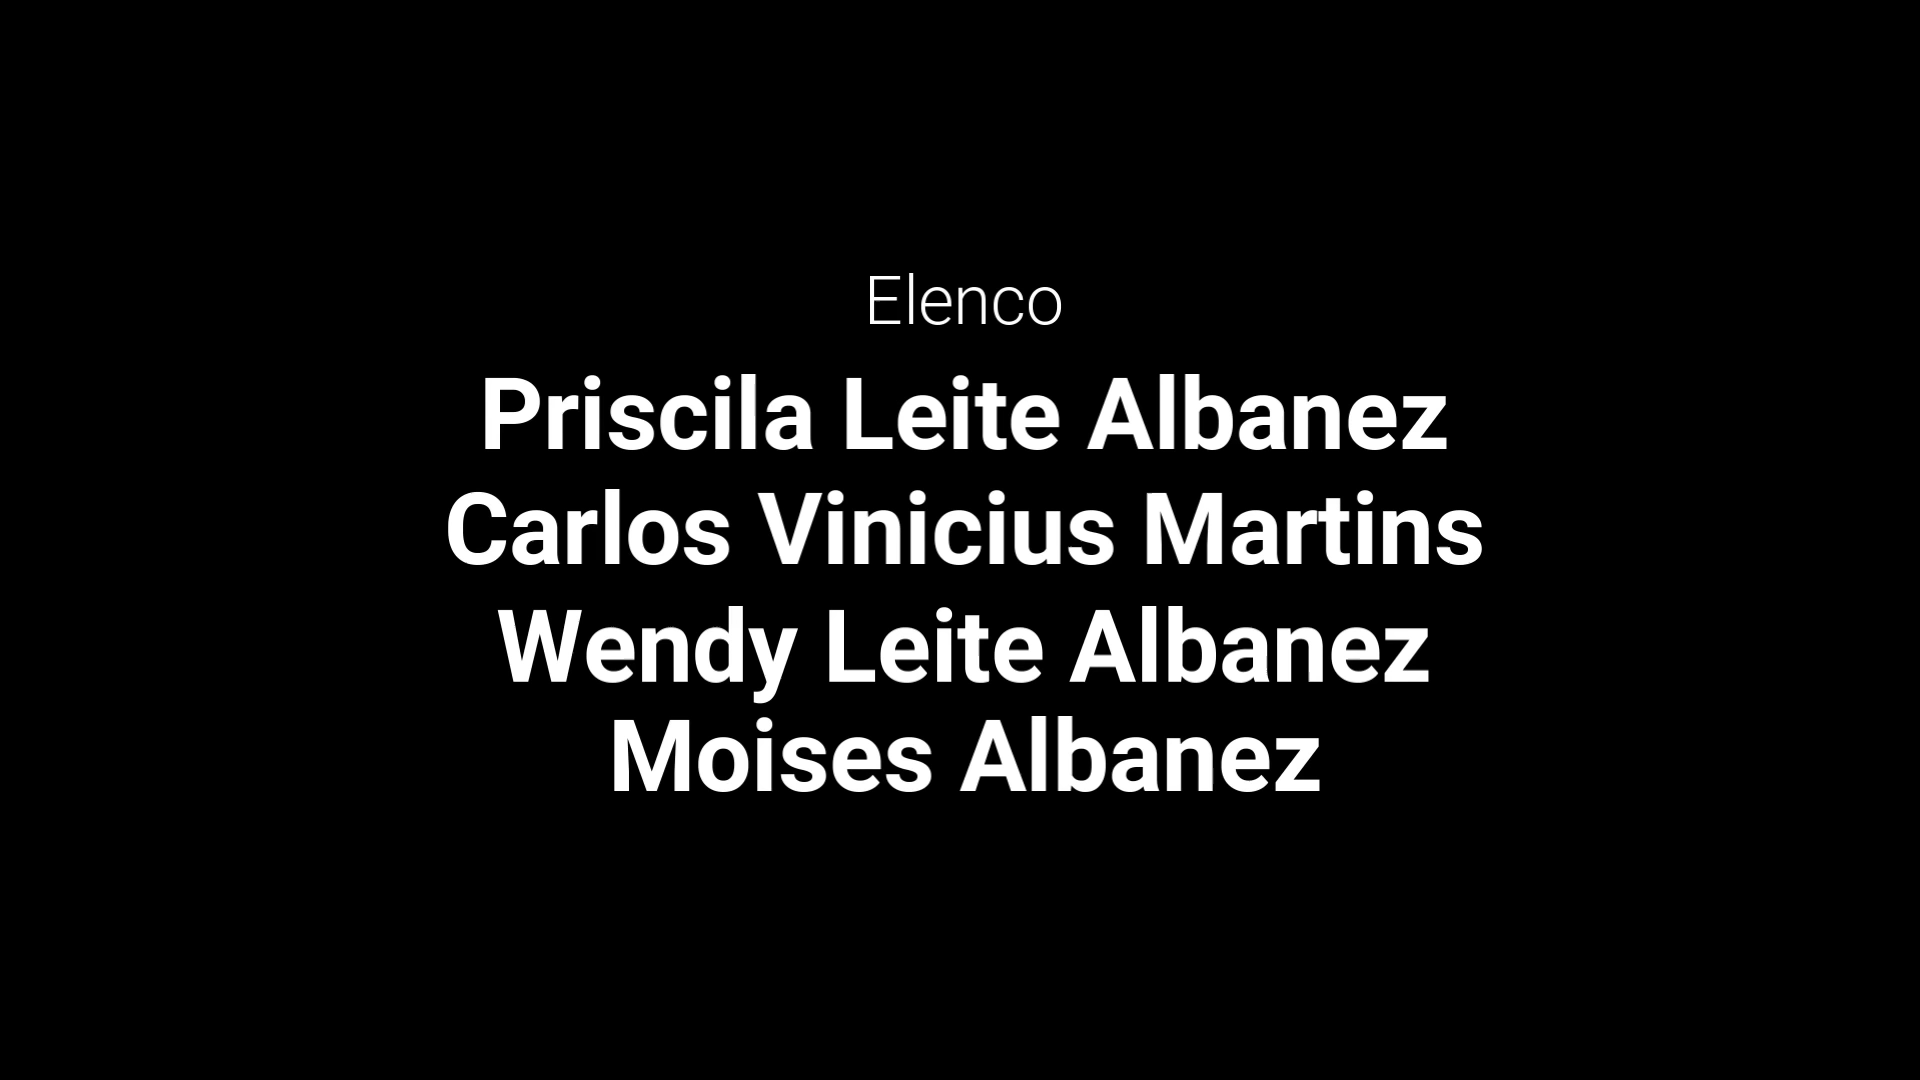 Elenco
Priscila Leite Albanez
Carlos Vinicius Martins
Wendy Leite Albanez
Moises Albanez